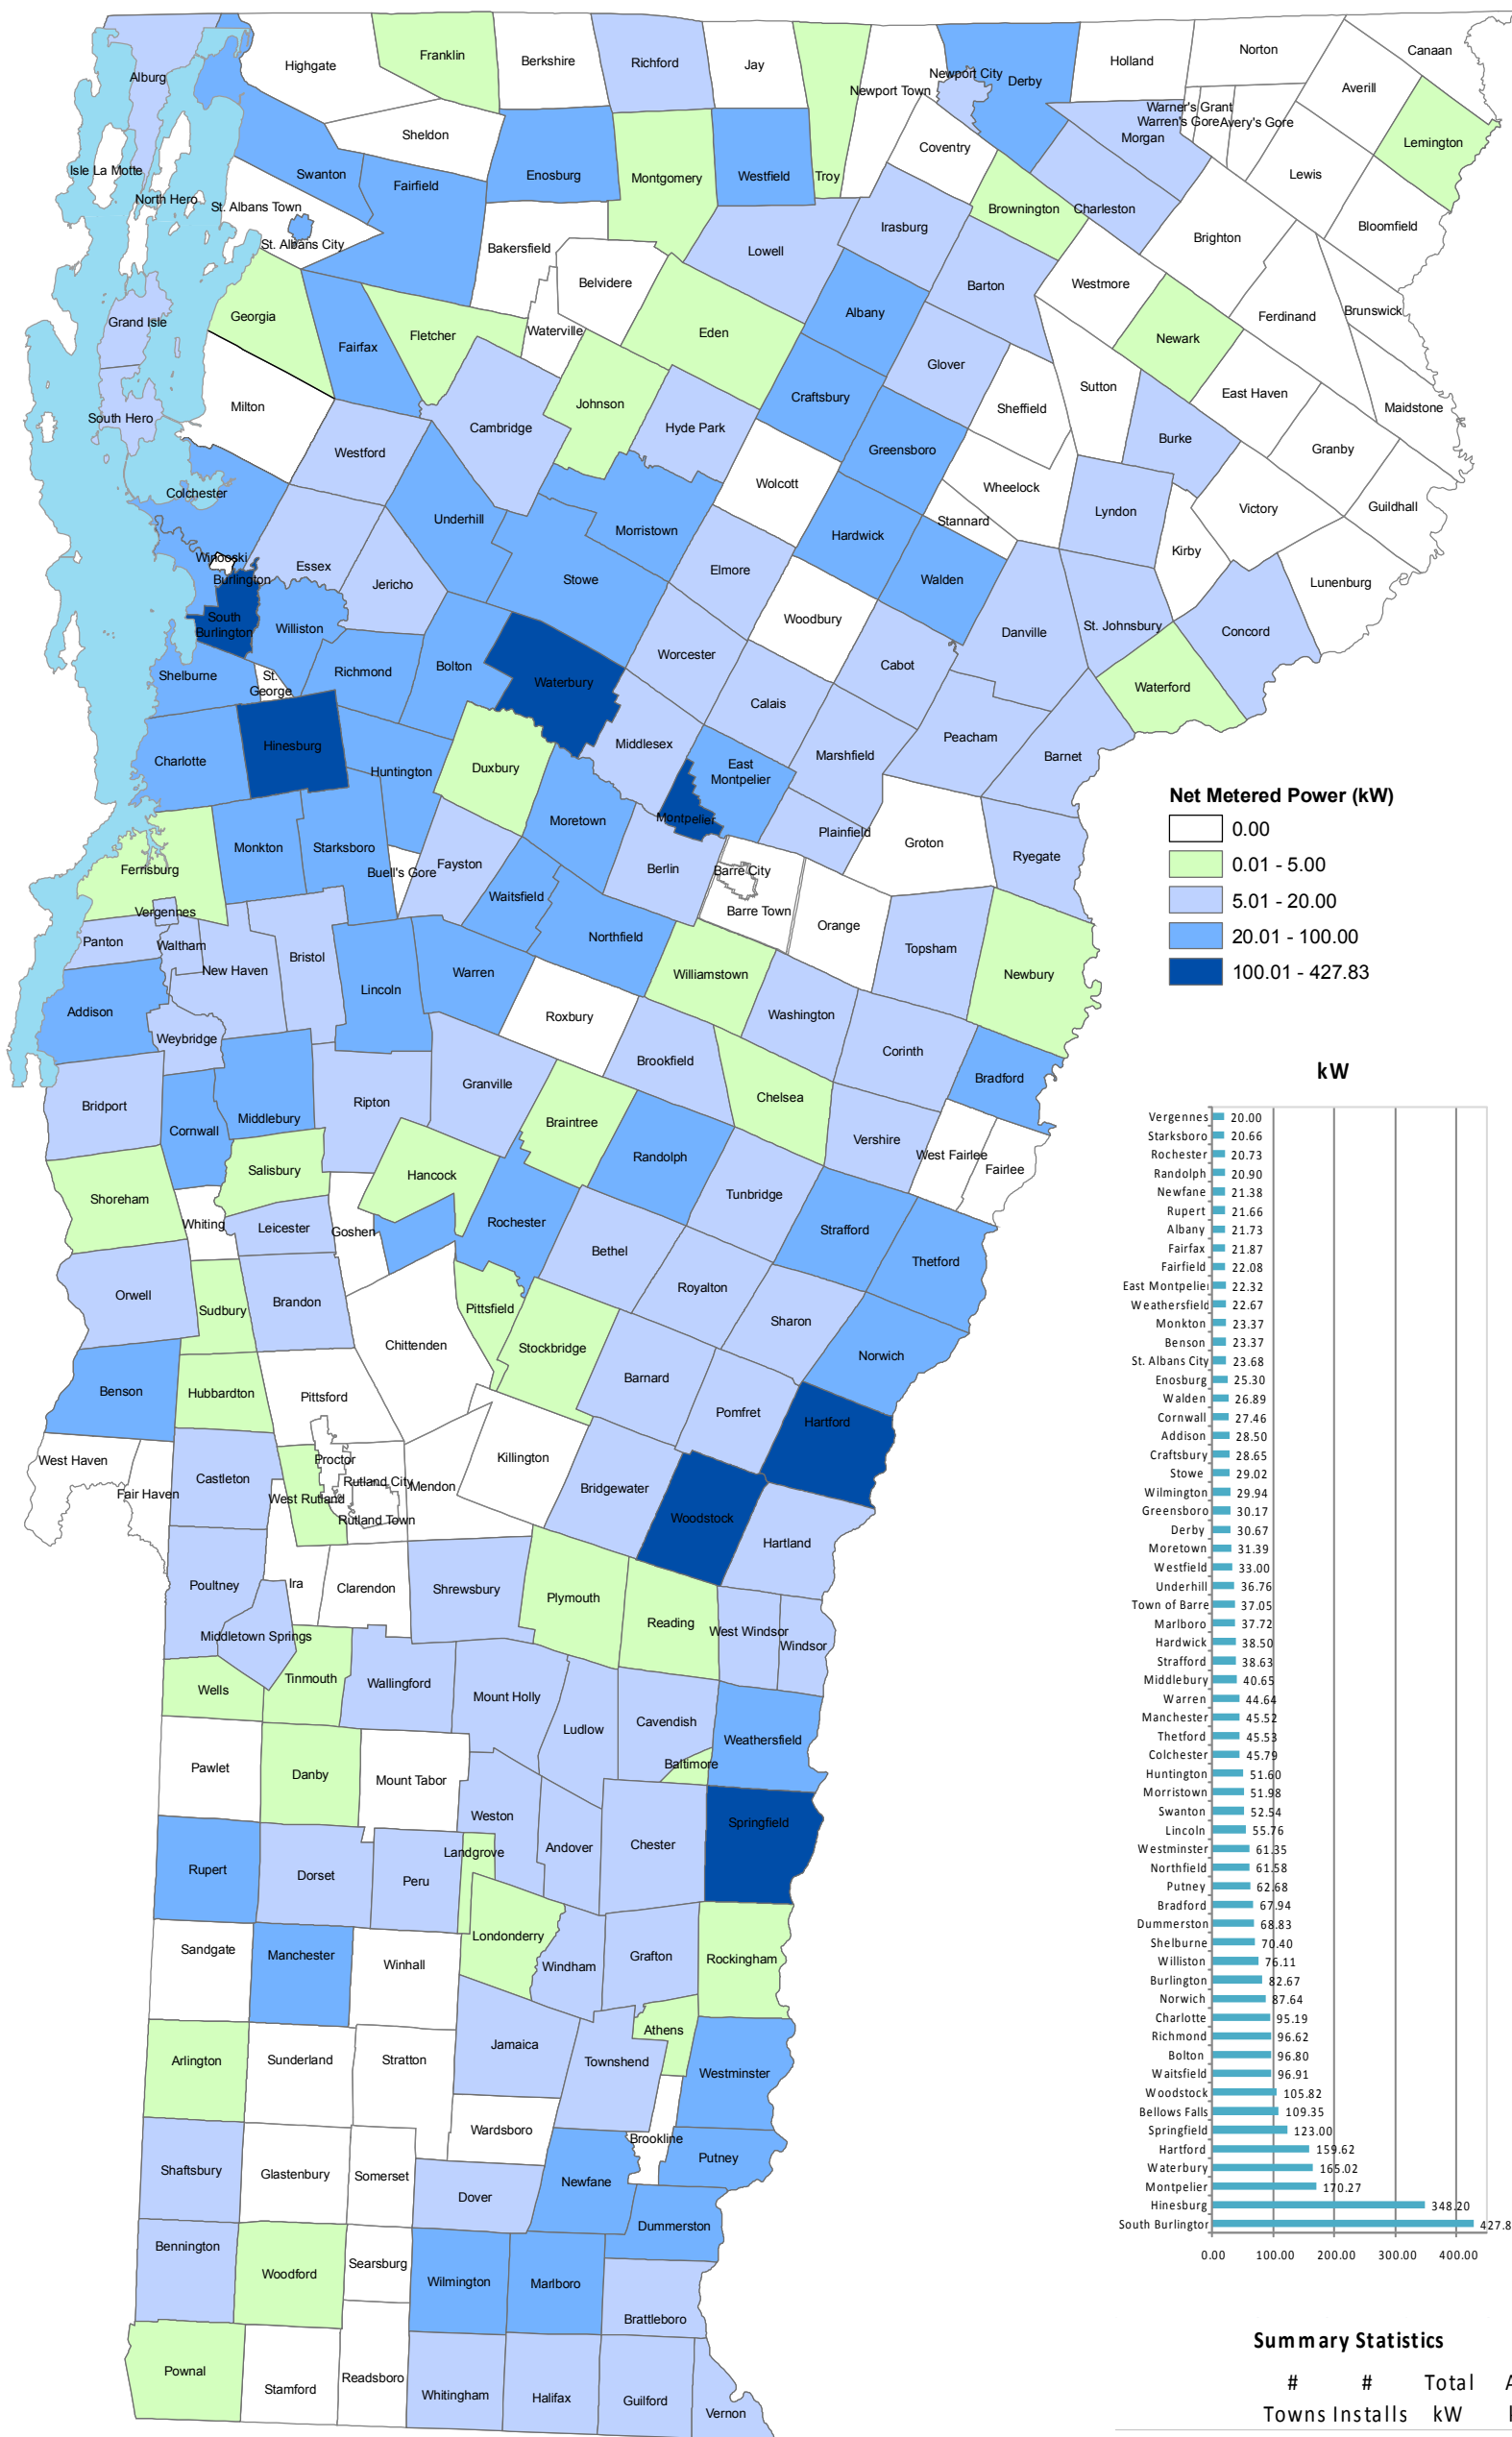 Highgate
Franklin
Berkshire
Richford
Jay
Newport Town
Newport City
Derby
Holland
Norton
Canaan
Averill
Alburg
Sheldon
Warner's Grant
Warren's Gore
Avery's Gore
Morgan
Lemington
Isle La Motte
North Hero
Swanton
Fairfield
Enosburg
Montgomery
Westfield
Troy
Coventry
Lewis
St. Albans Town
St. Albans City
Bakersfield
Lowell
Irasburg
Brownington
Charleston
Brighton
Bloomfield
Belvidere
Barton
Westmore
Grand Isle
Georgia
Fairfax
Fletcher
Waterville
Eden
Albany
Newark
Ferdinand
Brunswick
South Hero
Milton
Cambridge
Johnson
Hyde Park
Craftsbury
Glover
Sheffield
Sutton
East Haven
Maidstone
Westford
Greensboro
Burke
Granby
Colchester
Underhill
Morristown
Wolcott
Wheelock
Stannard
Lyndon
Victory
Guildhall
Winooski
Burlington
Essex
Jericho
Stowe
Elmore
Hardwick
Walden
Kirby
Lunenburg
South
Burlington
Williston
Woodbury
Danville
St. Johnsbury
Concord
Shelburne
St.
George
Richmond
Bolton
Waterbury
Worcester
Cabot
Waterford
Charlotte
Hinesburg
Huntington
Duxbury
Middlesex
Calais
Marshfield
Peacham
Barnet
East
Montpelier
Montpelier
Moretown
Plainfield
Groton
Ryegate
Ferrisburg
Monkton
Starksboro
Buell's Gore
Fayston
Waitsfield
Berlin
Barre City
Barre Town
Orange
Vergennes
Panton
Waltham
New Haven
Bristol
Lincoln
Warren
Northfield
Williamstown
Topsham
Newbury
Addison
Weybridge
Roxbury
Washington
Brookfield
Corinth
Bridport
Cornwall
Middlebury
Ripton
Granville
Braintree
Chelsea
Bradford
Vershire
West Fairlee
Fairlee
Shoreham
Salisbury
Hancock
Randolph
Tunbridge
Whiting
Leicester
Goshen
Rochester
Bethel
Strafford
Thetford
Orwell
Sudbury
Brandon
Pittsfield
Royalton
Sharon
Chittenden
Stockbridge
Norwich
Benson
Hubbardton
Pittsford
Barnard
Pomfret
Hartford
West Haven
Fair Haven
Castleton
Proctor
West Rutland
Rutland City
Rutland Town
Mendon
Killington
Bridgewater
Woodstock
Hartland
Poultney
Ira
Clarendon
Shrewsbury
Plymouth
Reading
West Windsor
Windsor
Middletown Springs
Wells
Tinmouth
Wallingford
Mount Holly
Ludlow
Cavendish
Weathersfield
Baltimore
Pawlet
Danby
Mount Tabor
Weston
Andover
Chester
Springfield
Rupert
Dorset
Peru
Landgrove
Londonderry
Windham
Grafton
Rockingham
Sandgate
Manchester
Winhall
Athens
Arlington
Sunderland
Stratton
Jamaica
Townshend
Westminster
Wardsboro
Brookline
Shaftsbury
Glastenbury
Somerset
Dover
Newfane
Putney
Dummerston
Bennington
Woodford
Searsburg
Wilmington
Marlboro
Brattleboro
Pownal
Stamford
Readsboro
Whitingham
Halifax
Guilford
Vernon
Net Metered Power (kW)
0.00
0.01 - 5.00
5.01 - 20.00
20.01 - 100.00
100.01 - 427.83
kW
Vergennes 20.00
Starksboro 20.66
Rochester 20.73
Randolph 20.90
Newfane 21.38
Rupert 21.66
Albany 21.73
Fairfax 21.87
Fairfield 22.08
East Montpelier 22.32
Weathersfield 22.67
Monkton 23.37
Benson 23.37
St. Albans City 23.68
Enosburg 25.30
Walden 26.89
Cornwall 27.46
Addison 28.50
Craftsbury 28.65
Stowe 29.02
Wilmington 29.94
Greensboro 30.17
Derby 30.67
Moretown 31.39
Westfield 33.00
Underhill 36.76
Town of Barre 37.05
Marlboro 37.72
Hardwick 38.50
Strafford 38.63
Middlebury 40.65
Warren 44.64
Manchester 45.52
Thetford 45.53
Colchester 45.79
Huntington 51.60
Morristown 51.98
Swanton 52.54
Lincoln 55.76
Westminster 61.35
Northfield 61.58
Putney 62.68
Bradford 67.94
Dummerston 68.83
Shelburne 70.40
Williston 76.11
Burlington 82.67
Norwich 87.64
Charlotte 95.19
Richmond 96.62
Bolton 96.80
Waitsfield 96.91
Woodstock 105.82
Bellows Falls 109.35
Springfield 123.00
Hartford 159.62
Waterbury 165.02
Montpelier 170.27
Hinesburg 348.20
South Burlington 427.8
0.00 100.00 200.00 300.00 400.00
Summary Statistics
# # Total
Towns Installs kW